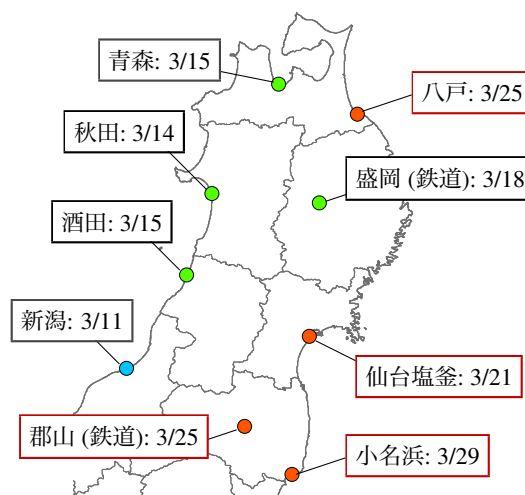 青森: 3/15
八戸: 3/25
秋田: 3/14
盛岡 (鉄道): 3/18
酒田: 3/15
新潟: 3/11
仙台塩釜: 3/21
郡山 (鉄道): 3/25
小名浜: 3/29